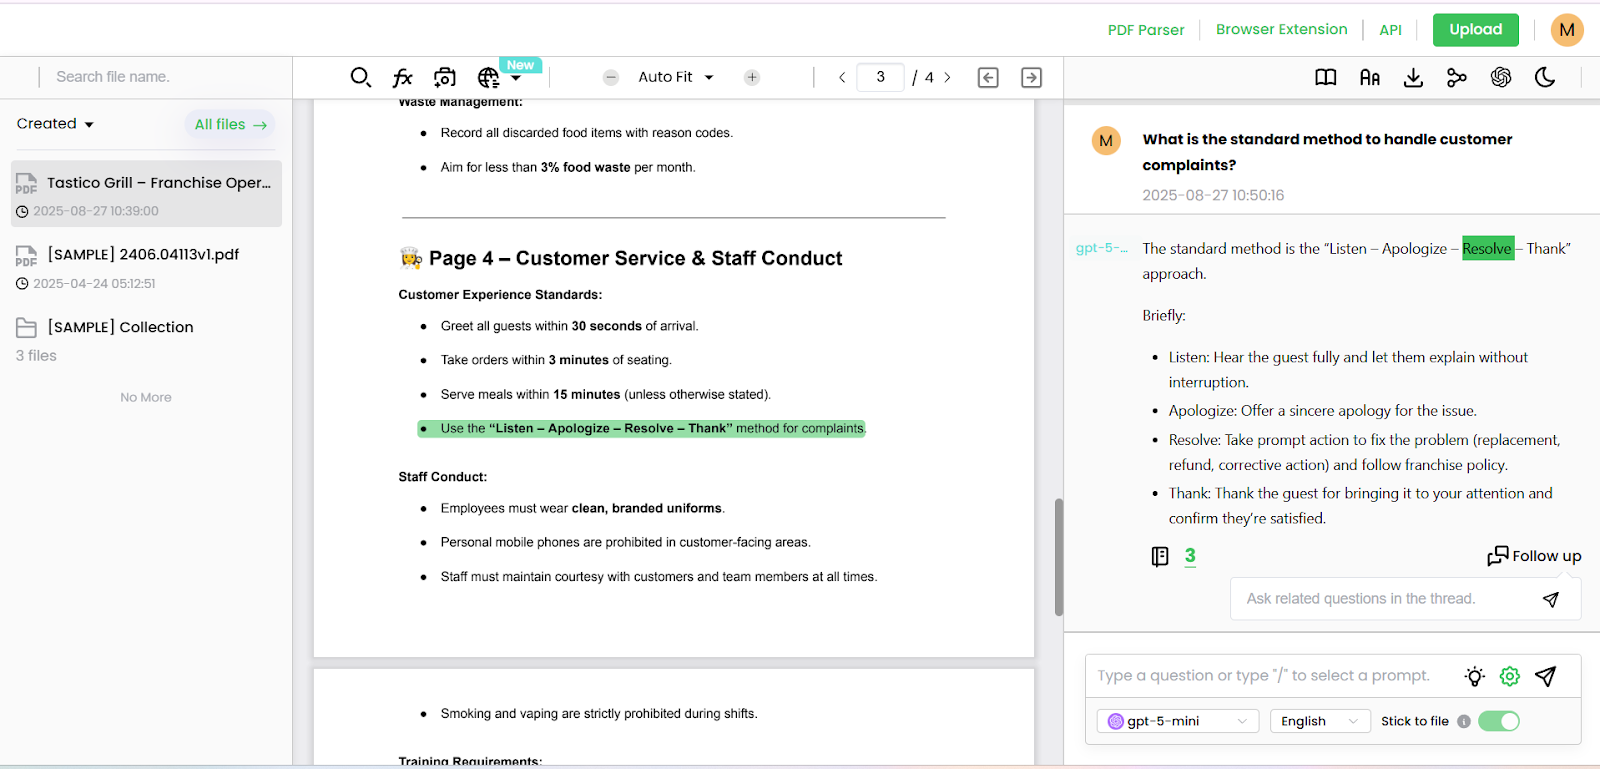 PDF Parser
Browser Extension
API
Upload
M
Search file name.
New
Auto Fit
3 / 4
Created
All files →
Tastico Grill – Franchise Oper...
2025-08-27 10:39:00
[SAMPLE] 2406.04113v1.pdf
2025-04-24 05:12:51
[SAMPLE] Collection
3 files
No More
Waste Management:
● Record all discarded food items with reason codes.
● Aim for less than 3% food waste per month.
Page 4 – Customer Service & Staff Conduct
Customer Experience Standards:
● Greet all guests within 30 seconds of arrival.
● Take orders within 3 minutes of seating.
● Serve meals within 15 minutes (unless otherwise stated).
● Use the “Listen – Apologize – Resolve – Thank” method for complaints.
Staff Conduct:
● Employees must wear clean, branded uniforms.
● Personal mobile phones are prohibited in customer-facing areas.
● Staff must maintain courtesy with customers and team members at all times.
● Smoking and vaping are strictly prohibited during shifts.
Training Requirements:
M
What is the standard method to handle customer
complaints?
2025-08-27 10:50:16
gpt-5-...
The standard method is the “Listen – Apologize – Resolve – Thank”
approach.
Briefly:
• Listen: Hear the guest fully and let them explain without
interruption.
• Apologize: Offer a sincere apology for the issue.
• Resolve: Take prompt action to fix the problem (replacement,
refund, corrective action) and follow franchise policy.
• Thank: Thank the guest for bringing it to your attention and
confirm they’re satisfied.
3
Follow up
Ask related questions in the thread.
Type a question or type "/" to select a prompt.
gpt-5-mini
English
Stick to file